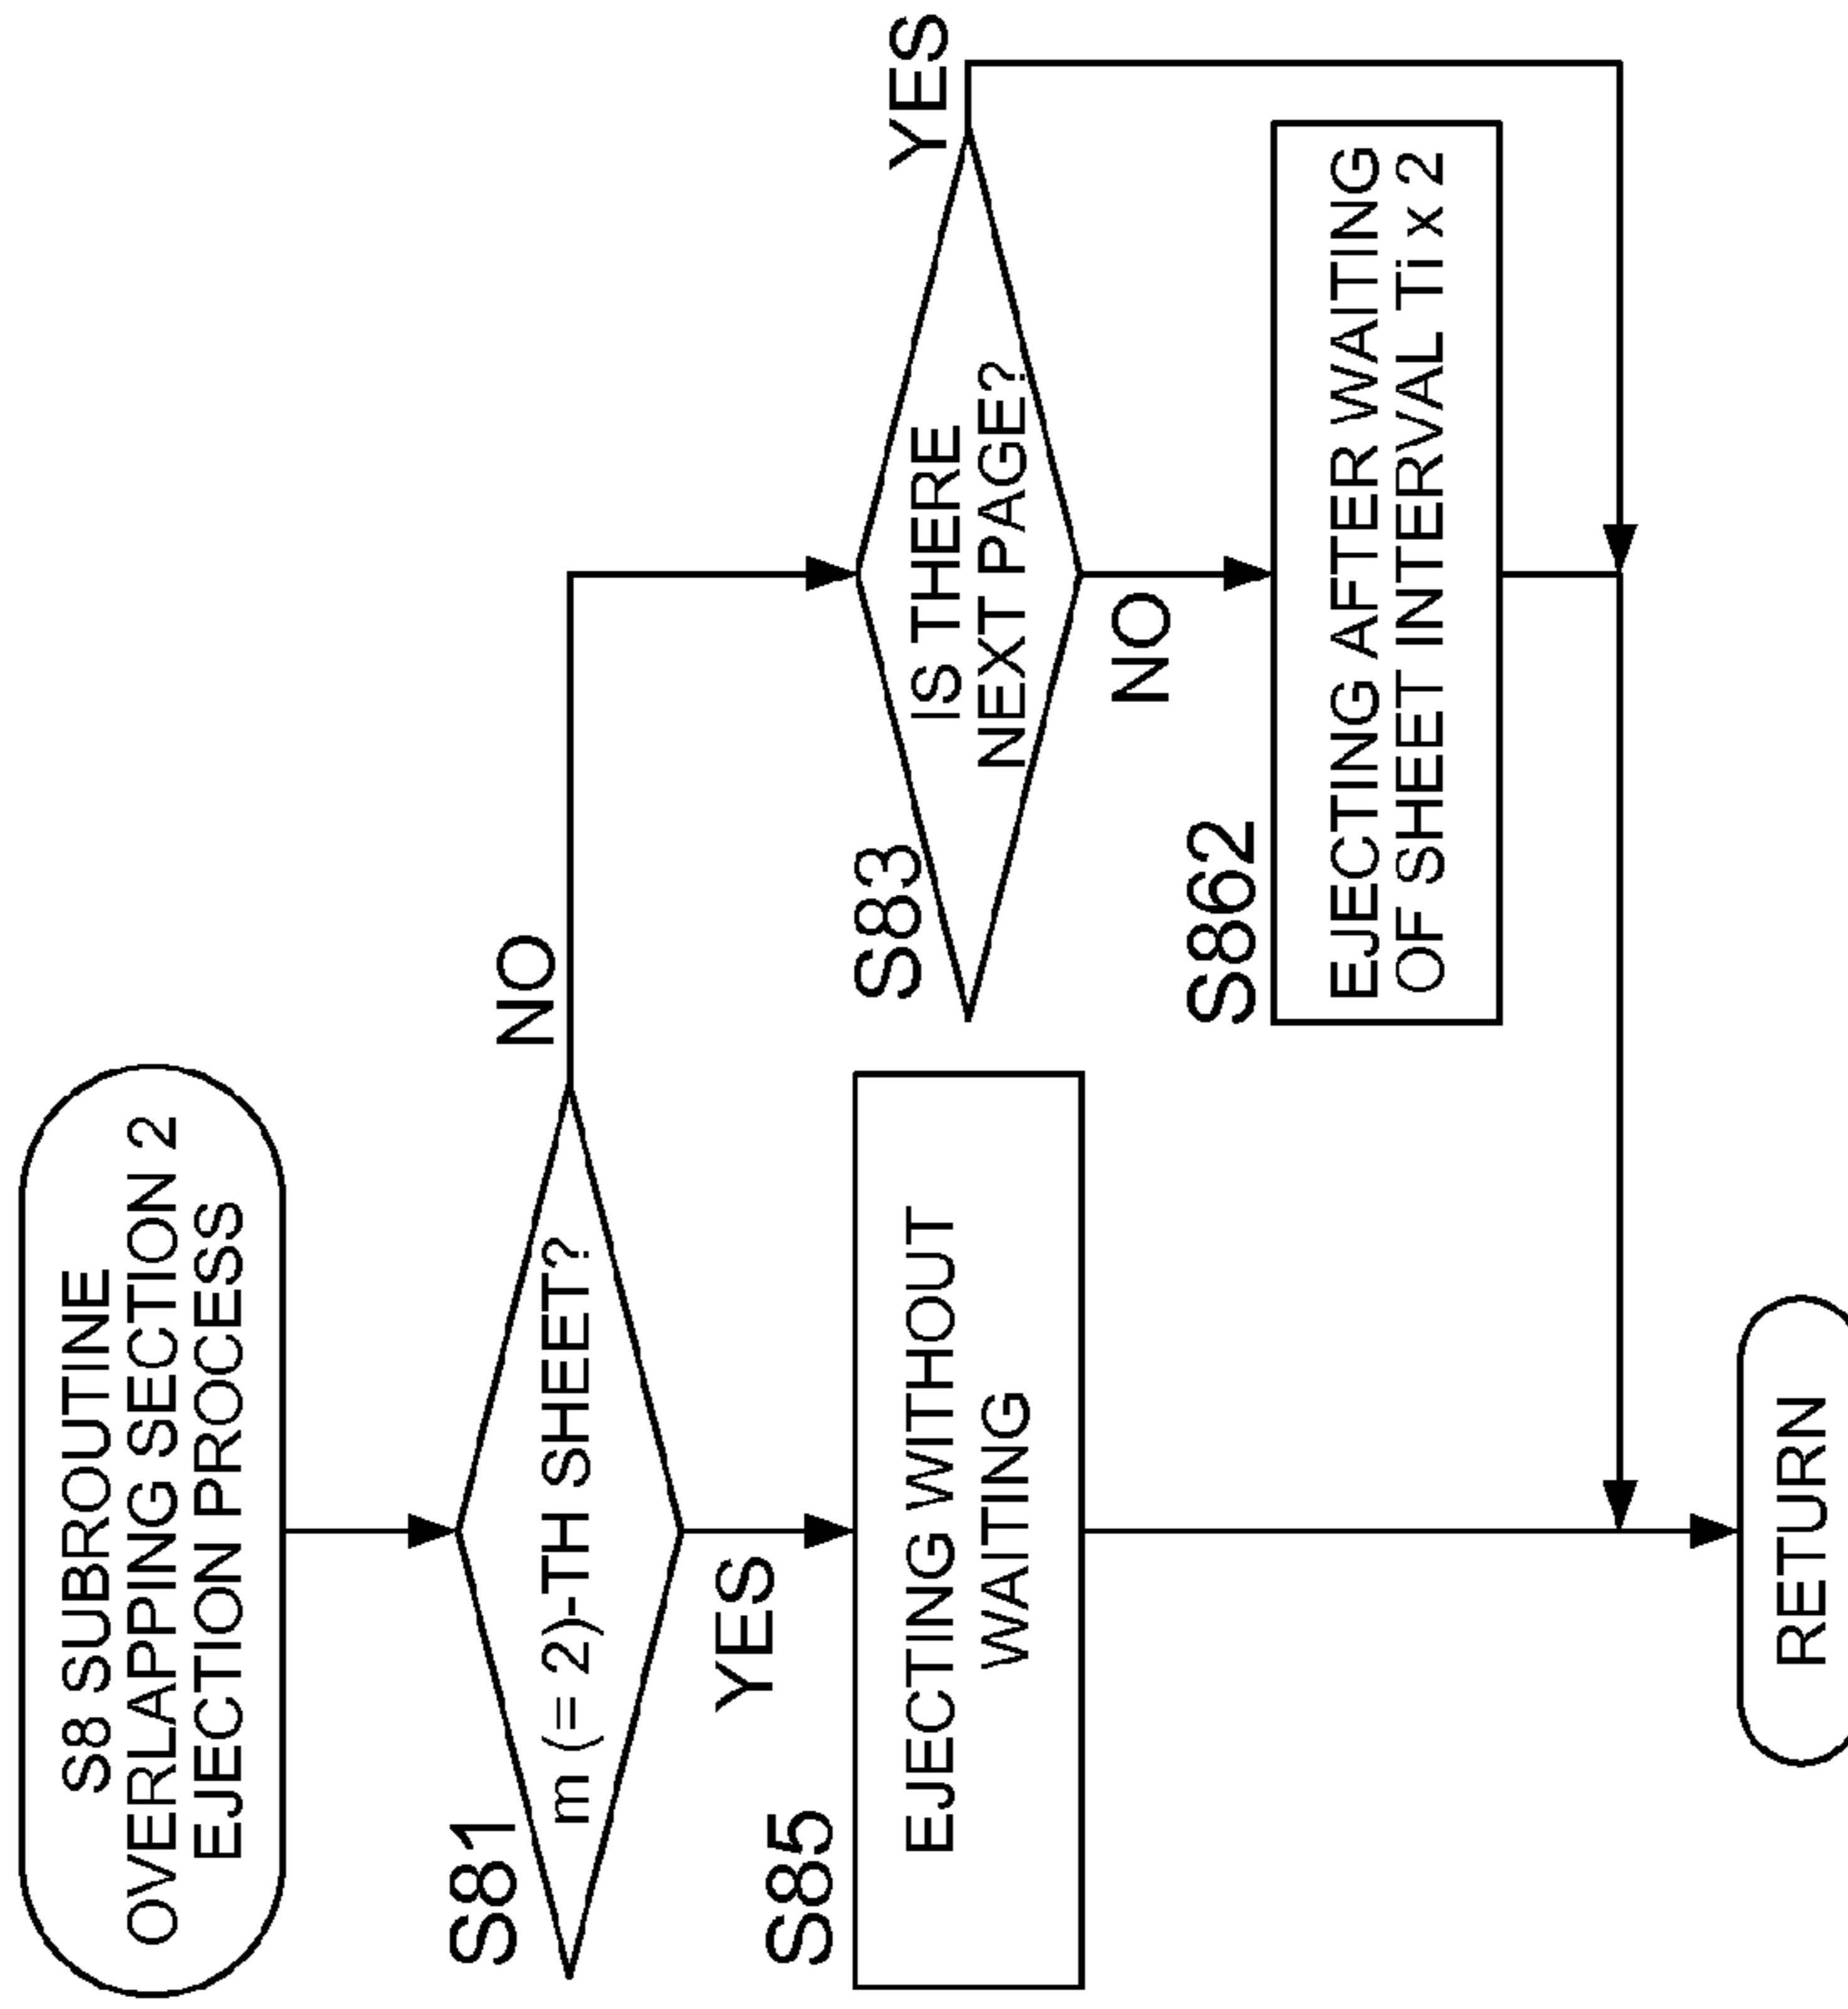 S8 SUBROUTINE
OVERLAPPING SECTION 2
EJECTION PROCESS
S81
m (= 2)-TH SHEET?
NO
YES
S85
EJECTING WITHOUT
WAITING
S83
IS THERE
NEXT PAGE?
YES
NO
S862
EJECTING AFTER WAITING
OF SHEET INTERVAL Ti x 2
RETURN